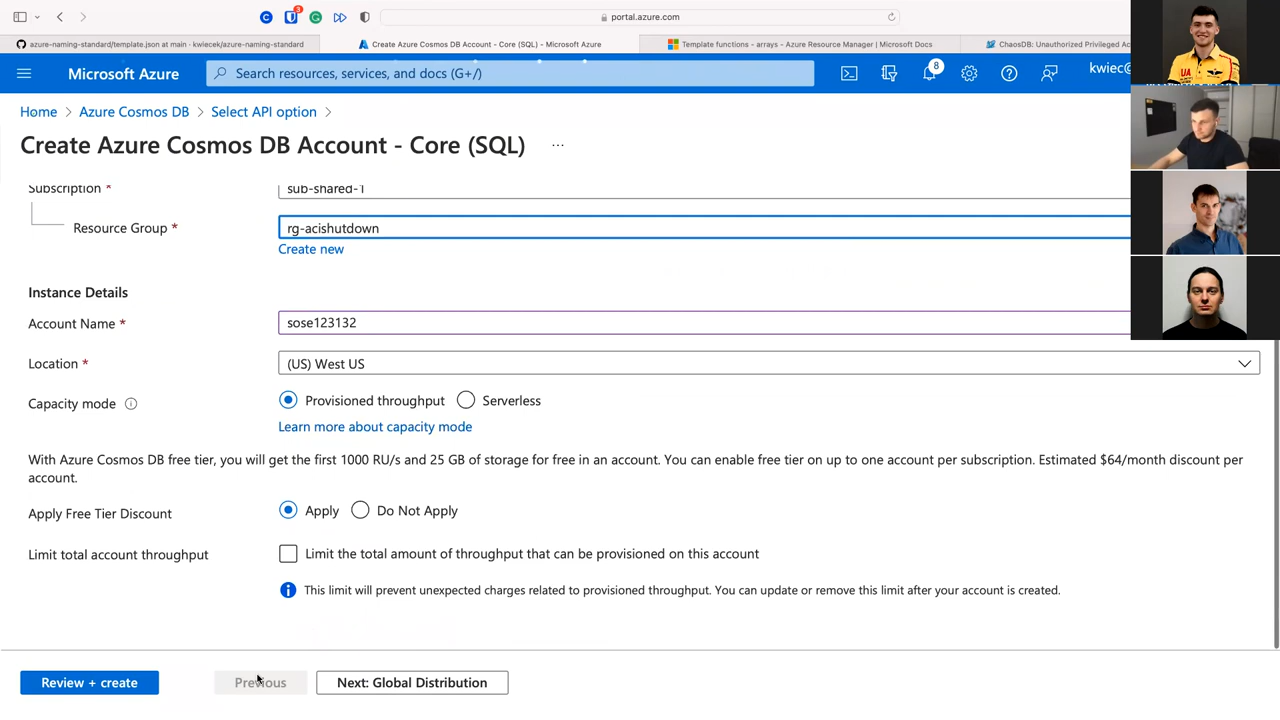 3
portal.azure.com
azure-naming-standard/template.json at main · kwiecek/azure-naming-standard
Create Azure Cosmos DB Account - Core (SQL) - Microsoft Azure
Template functions - arrays - Azure Resource Manager | Microsoft Docs
ChaosDB: Unauthorized Privileged Ac
Microsoft Azure
Search resources, services, and docs (G+/)
8
kwiec@
UA
Home > Azure Cosmos DB > Select API option >
Create Azure Cosmos DB Account - Core (SQL) ...
Subscription *
sub-shared-1
Resource Group *
rg-acishutdown
Create new
Instance Details
Account Name *
sose123132
Location *
(US) West US
Capacity mode
Provisioned throughput
Serverless
Learn more about capacity mode
With Azure Cosmos DB free tier, you will get the first 1000 RU/s and 25 GB of storage for free in an account. You can enable free tier on up to one account per subscription. Estimated $64/month discount per
account.
Apply Free Tier Discount
Apply
Do Not Apply
Limit total account throughput
Limit the total amount of throughput that can be provisioned on this account
This limit will prevent unexpected charges related to provisioned throughput. You can update or remove this limit after your account is created.
Review + create
Previous
Next: Global Distribution